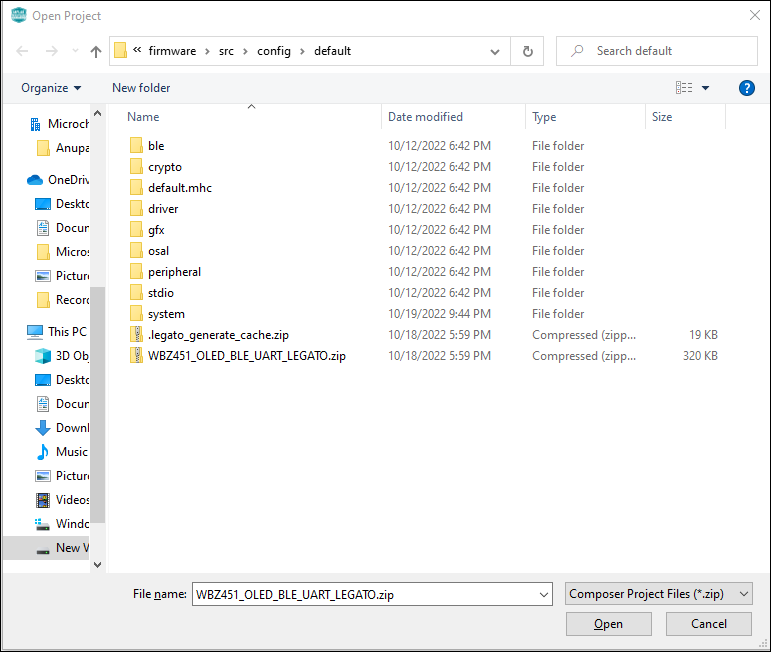 Open Project
« firmware › src › config › default
Search default
Organize New folder
Name Date modified Type Size
Microch
Anupa
OneDriv
Deskto
Docun
Micros
Picture
Record
This PC
3D Obj
Deskto
Docun
Downl
Music
Picture
Videos
Windo
New V
ble 10/12/2022 6:42 PM File folder
crypto 10/12/2022 6:42 PM File folder
default.mhc 10/12/2022 6:42 PM File folder
driver 10/12/2022 6:42 PM File folder
gfx 10/12/2022 6:42 PM File folder
osal 10/12/2022 6:42 PM File folder
peripheral 10/12/2022 6:42 PM File folder
stdio 10/12/2022 6:42 PM File folder
system 10/19/2022 9:44 PM File folder
.legato_generate_cache.zip 10/18/2022 5:59 PM Compressed (zipp... 19 KB
WBZ451_OLED_BLE_UART_LEGATO.zip 10/18/2022 5:59 PM Compressed (zipp... 320 KB
File name: WBZ451_OLED_BLE_UART_LEGATO.zip Composer Project Files (*.zip)
Open Cancel